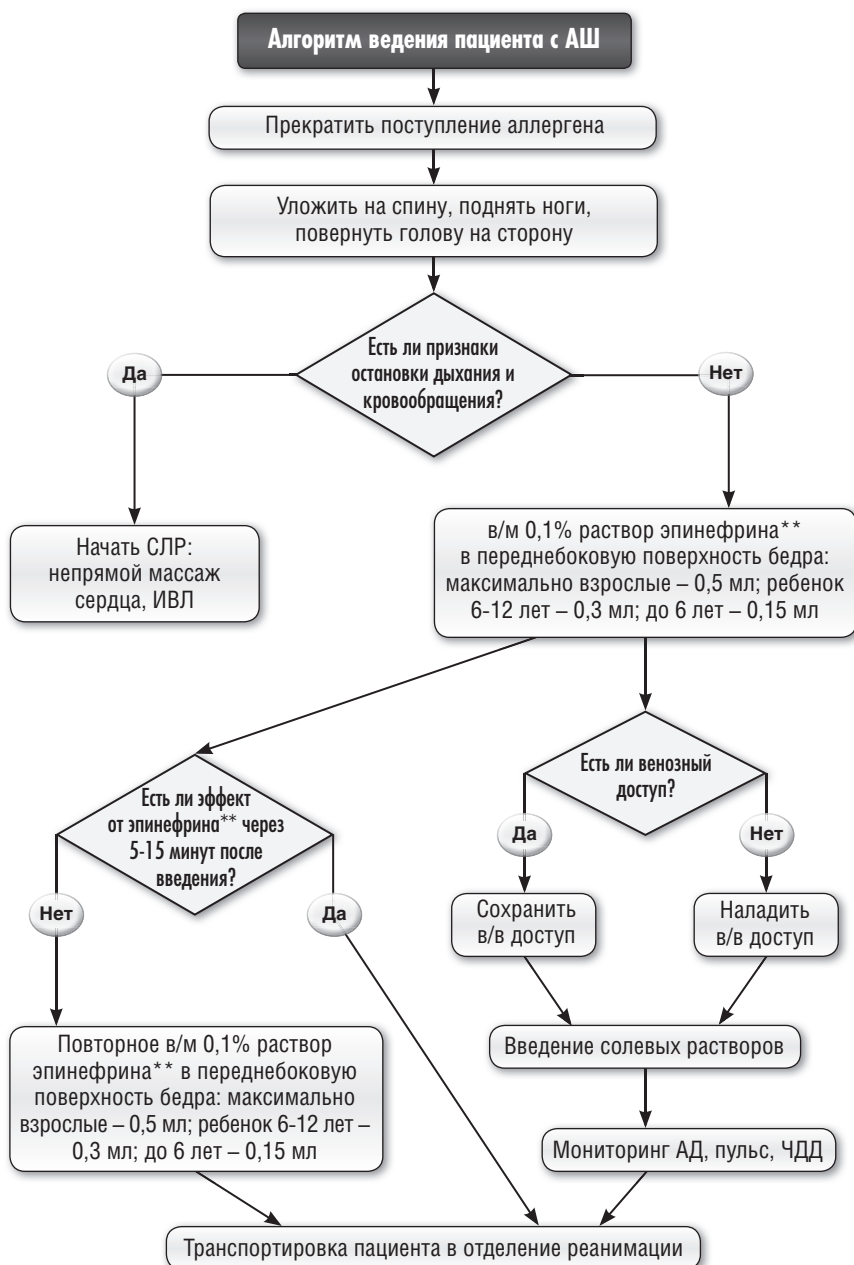 Алгоритм ведения пациента с АШ
Прекратить поступление аллергена
Уложить на спину, поднять ноги,
повернуть голову на сторону
Есть ли признаки
остановки дыхания и
кровообращения?
Да
Нет
Начать СЛР:
непрямой массаж
сердца, ИВЛ
в/м 0,1% раствор эпинефрина**
в переднебоковую поверхность бедра:
максимально взрослые – 0,5 мл; ребенок
6-12 лет – 0,3 мл; до 6 лет – 0,15 мл
Есть ли эффект
от эпинефрина** через
5-15 минут после
введения?
Нет
Да
Есть ли венозный
доступ?
Да
Нет
Сохранить
в/в доступ
Наладить
в/в доступ
Повторное в/м 0,1% раствор
эпинефрина** в переднебоковую
поверхность бедра: максимально
взрослые – 0,5 мл; ребенок 6-12 лет –
0,3 мл; до 6 лет – 0,15 мл
Введение солевых растворов
Мониторинг АД, пульс, ЧДД
Транспортировка пациента в отделение реанимации